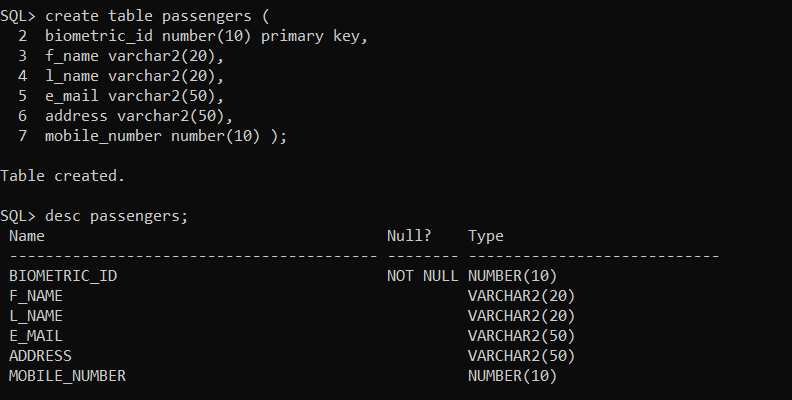 SQL> create table passengers (
  2  biometric_id number(10) primary key,
  3  f_name varchar2(20),
  4  l_name varchar2(20),
  5  e_mail varchar2(50),
  6  address varchar2(50),
  7  mobile_number number(10) );
Table created.
SQL> desc passengers;
 Name                                      Null?    Type
 ----------------------------------------- -------- ----------------------------
 BIOMETRIC_ID                              NOT NULL NUMBER(10)
 F_NAME                                             VARCHAR2(20)
 L_NAME                                             VARCHAR2(20)
 E_MAIL                                             VARCHAR2(50)
 ADDRESS                                            VARCHAR2(50)
 MOBILE_NUMBER                                      NUMBER(10)